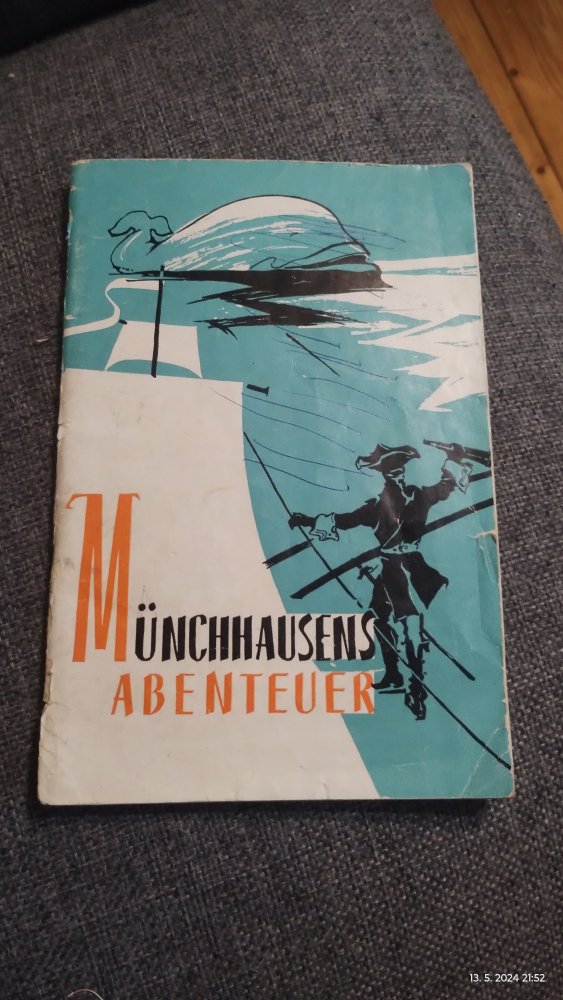 MÜNCHHAUSENS
ABENTEUER
13. 5. 2024 21:52